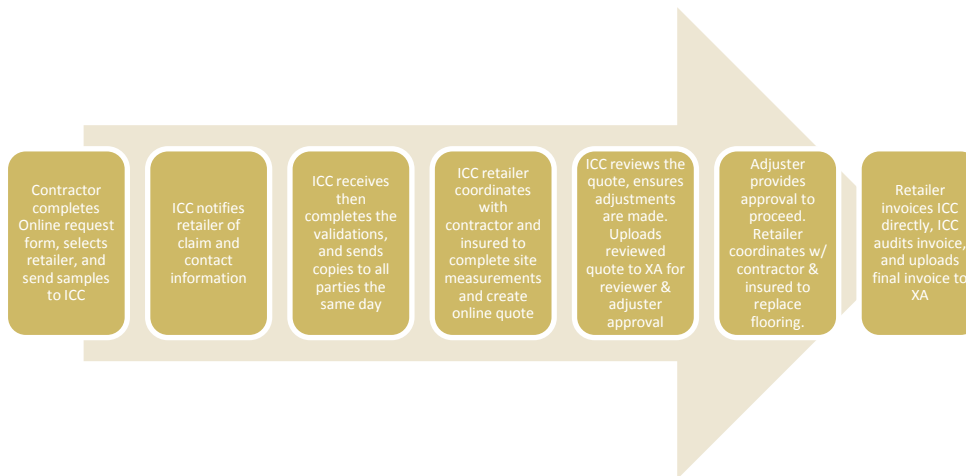 Contractor
completes
Online request
form, selects
retailer, and
send samples
to ICC
ICC notifies
retailer of
claim and
contact
information
ICC receives
then
completes the
validations,
and sends
copies to all
parties the
same day
ICC retailer
coordinates
with
contractor and
insured to
complete site
measurements
and create
online quote
ICC reviews the
quote, ensures
adjustments
are made.
Uploads
reviewed
quote to XA for
reviewer &
adjuster
approval
Adjuster
provides
approval to
proceed.
Retailer
coordinates w/
contractor &
insured to
replace
flooring.
Retailer
invoices ICC
directly, ICC
audits invoice,
and uploads
final invoice to
XA